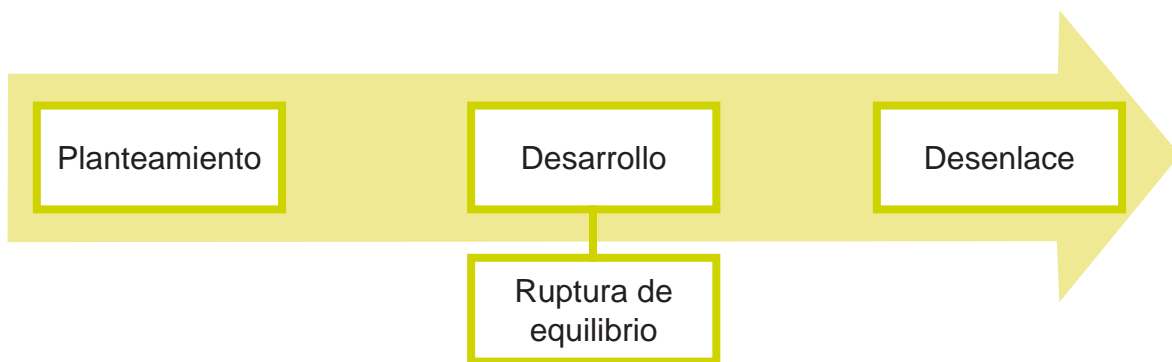 Planteamiento
Desarrollo
Desenlace
Ruptura de
equilibrio